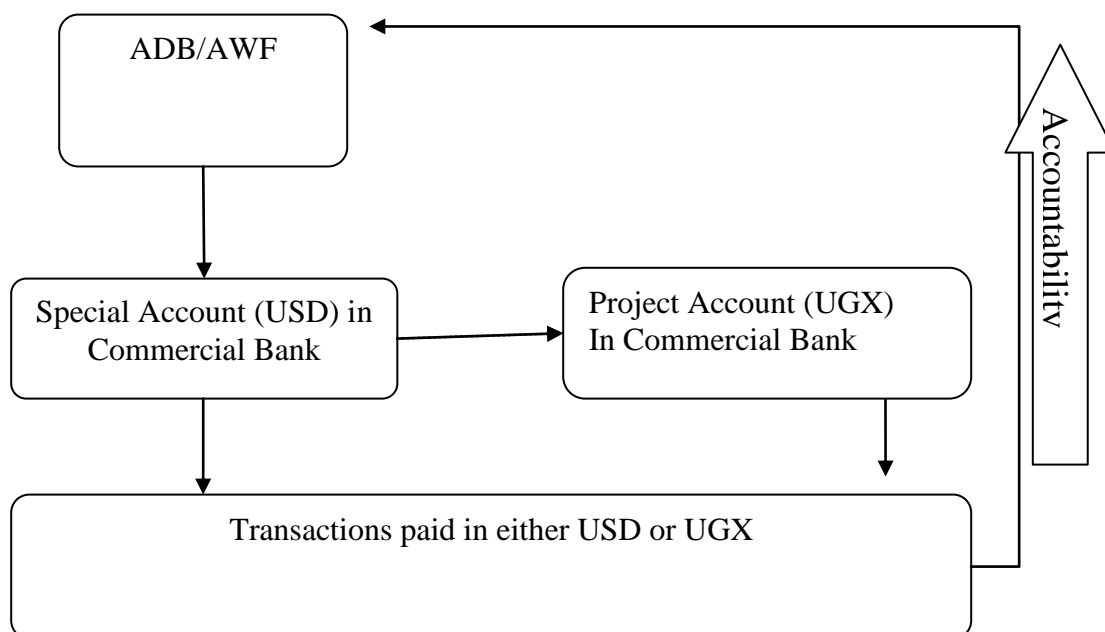 ADB/AWF
Special Account (USD) in
Commercial Bank
Project Account (UGX)
In Commercial Bank
Transactions paid in either USD or UGX
Accountability